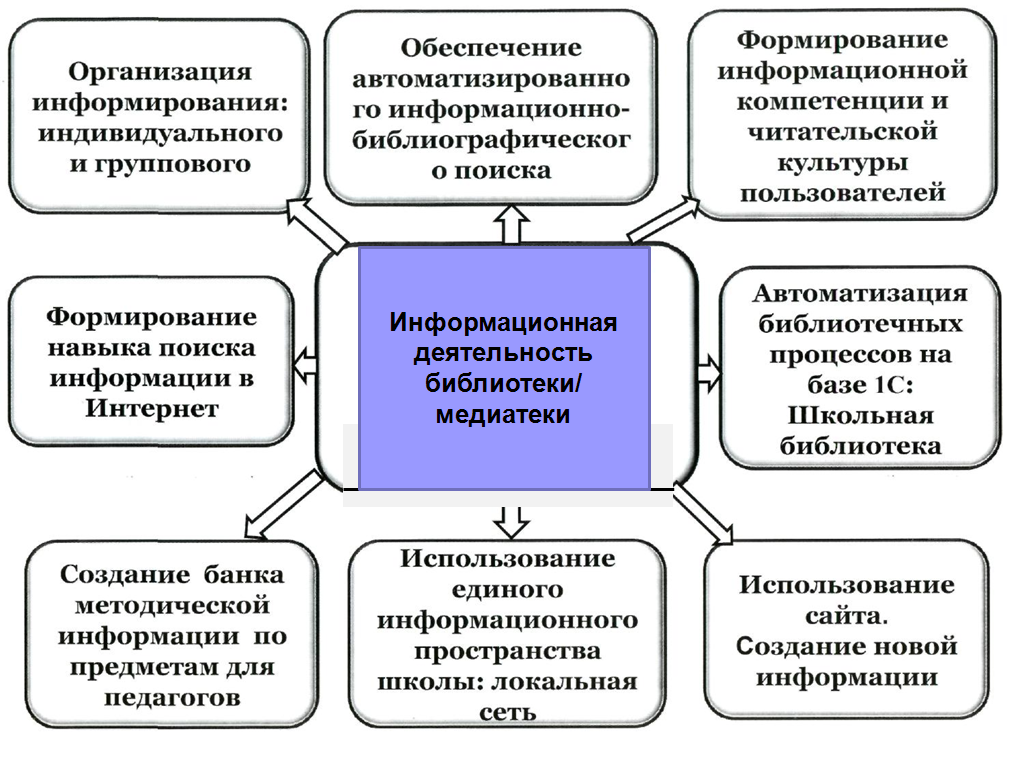 Организация
информирования:
индивидуального
и группового
Обеспечение
автоматизированно
го информационно-
библиографическог
о поиска
Формирование
информационной
компетенции и
читательской
культуры
пользователей
Формирование
навыка поиска
информации в
Интернет
Информационная
деятельность
библиотеки/
медиатеки
Автоматизация
библиотечных
процессов на
базе 1С:
Школьная
библиотека
Создание банка
методической
информации по
предметам для
педагогов
Использование
единого
информационного
пространства
школы: локальная
сеть
Использование
сайта.
Создание новой
информации